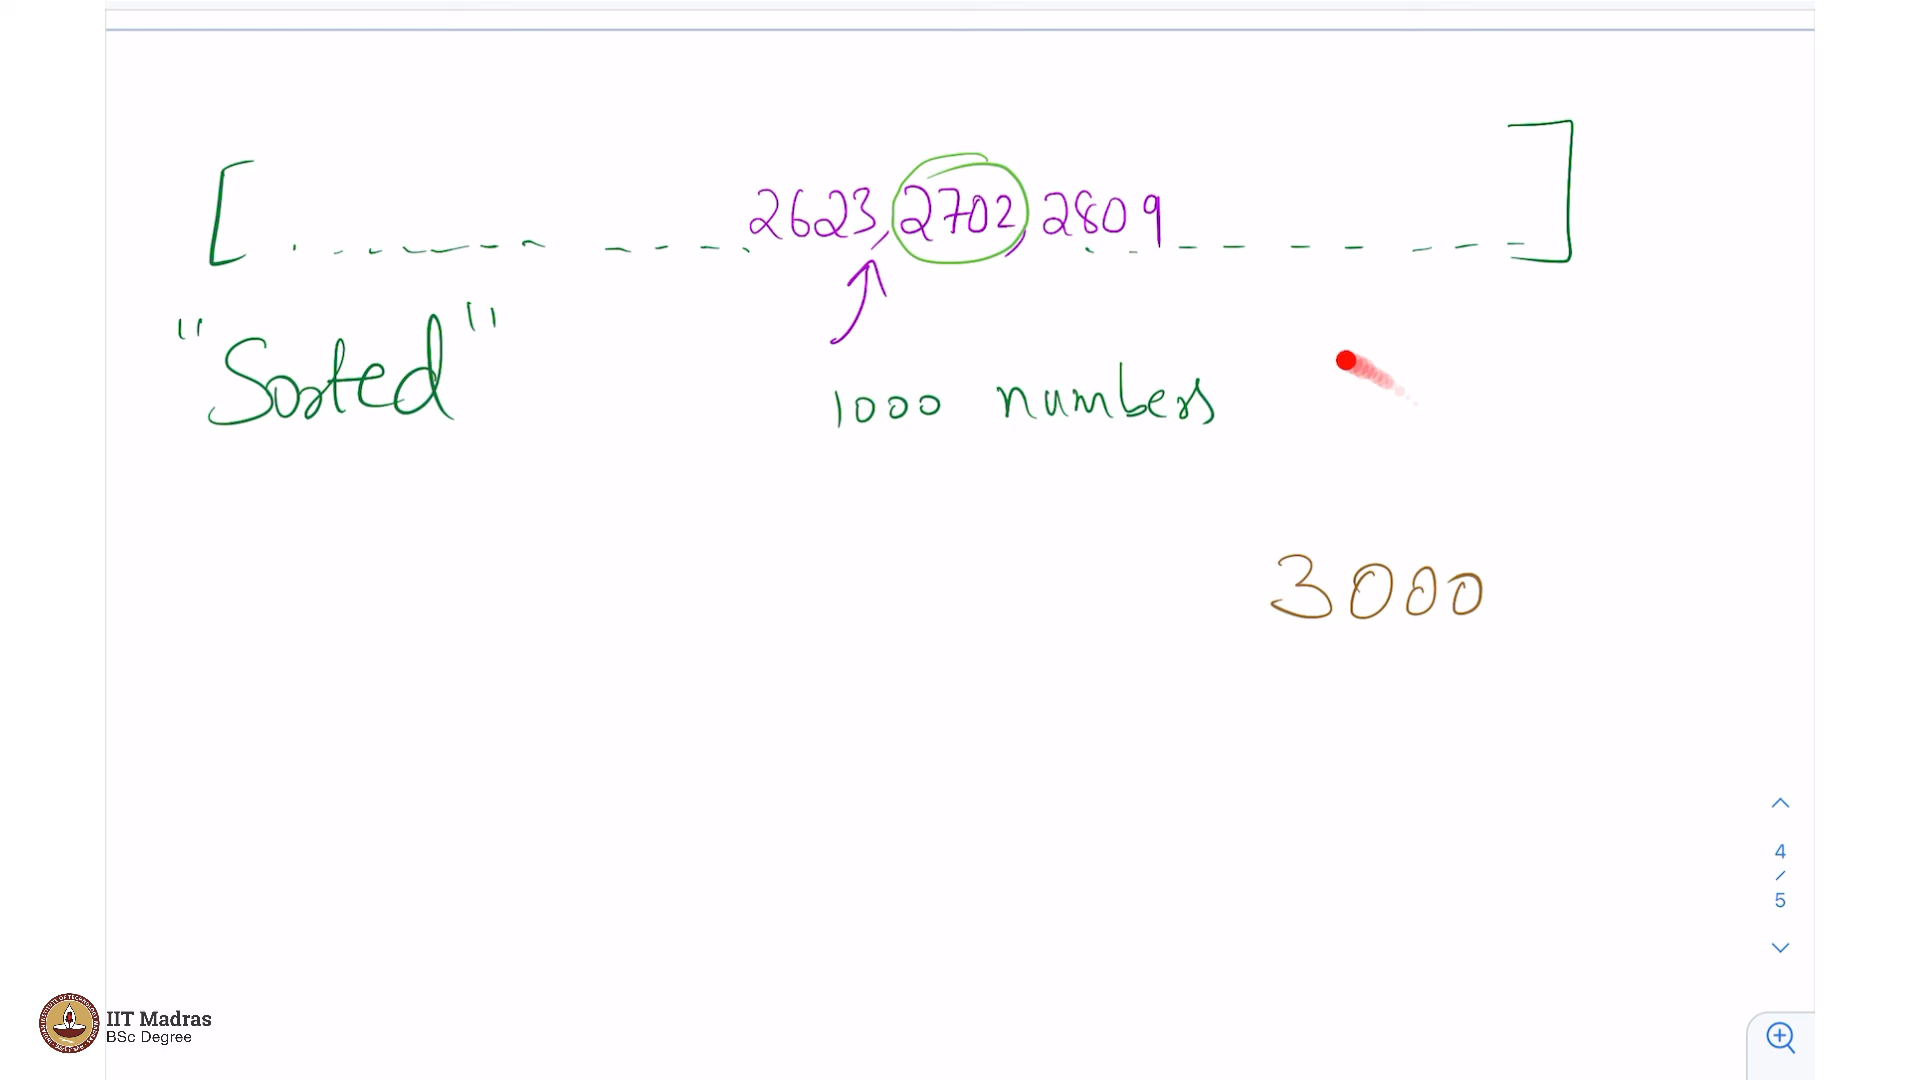 [ . . . . . . . 2623, 2702, 2809 . . . . . . . ]
"Sorted"
1000 numbers
3000
4
/
5
IIT Madras
BSc Degree